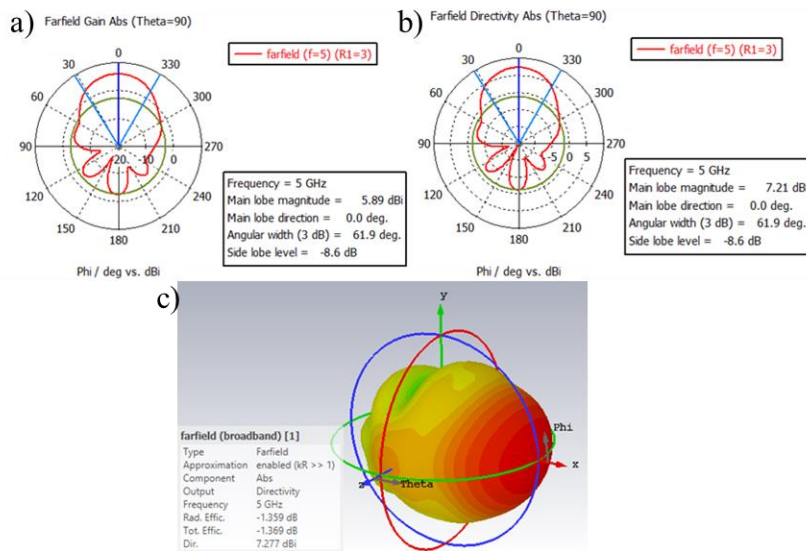 a)
Farfield Gain Abs (Theta=90)
farfield (f=5) (R1=3)
0
30
330
60
300
90
-20
-10
0
270
120
240
150
210
180
Phi / deg vs. dBi
Frequency = 5 GHz
Main lobe magnitude = 5.89 dBi
Main lobe direction = 0.0 deg.
Angular width (3 dB) = 61.9 deg.
Side lobe level = -8.6 dB
b)
Farfield Directivity Abs (Theta=90)
farfield (f=5) (R1=3)
0
30
330
60
300
90
-5
0
5
270
120
240
150
210
180
Phi / deg vs. dBi
Frequency = 5 GHz
Main lobe magnitude = 7.21 dBi
Main lobe direction = 0.0 deg.
Angular width (3 dB) = 61.9 deg.
Side lobe level = -8.6 dB
c)
y
Phi
x
z
Theta
farfield (broadband) [1]
Type Farfield
Approximation enabled (kR >> 1)
Component Abs
Output Directivity
Frequency 5 GHz
Rad. Effic. -1.359 dB
Tot. Effic. -1.369 dB
Dir. 7.277 dBi